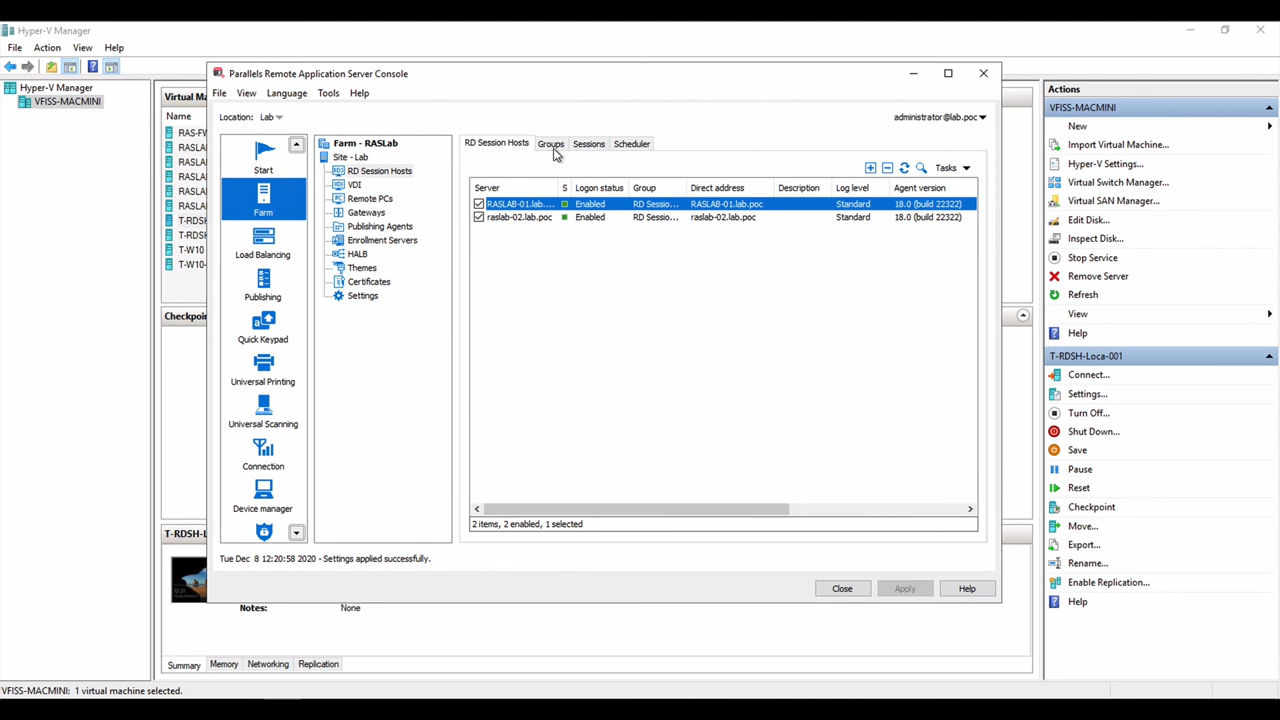 Hyper-V Manager
File Action View Help
Hyper-V Manager
VFISS-MACMINI
Virtual Ma
Name
RAS-FW
RASLAB
RASLAB
RASLAB
RASLAB
RASLAB
T-RDSH
T-RDSH
T-W10
T-W10-
Checkpoin
T-RDSH-Lo
Notes: None
Summary Memory Networking Replication
VFISS-MACMINI: 1 virtual machine selected.
Parallels Remote Application Server Console
File View Language Tools Help
Location: Lab
administrator@lab.poc
Start
Farm
Load Balancing
Publishing
Quick Keypad
Universal Printing
Universal Scanning
Connection
Device manager
Farm - RASLab
Site - Lab
RD Session Hosts
VDI
Remote PCs
Gateways
Publishing Agents
Enrollment Servers
HALB
Themes
Certificates
Settings
RD Session Hosts Groups Sessions Scheduler
Tasks
Server S Logon status Group Direct address Description Log level Agent version
RASLAB-01.lab.... Enabled RD Sessio... RASLAB-01.lab.poc Standard 18.0 (build 22322)
raslab-02.lab.poc Enabled RD Sessio... raslab-02.lab.poc Standard 18.0 (build 22322)
2 items, 2 enabled, 1 selected
Tue Dec 8 12:20:58 2020 - Settings applied successfully.
Close Apply Help
Actions
VFISS-MACMINI
New
Import Virtual Machine...
Hyper-V Settings...
Virtual Switch Manager...
Virtual SAN Manager...
Edit Disk...
Inspect Disk...
Stop Service
Remove Server
Refresh
View
Help
T-RDSH-Loca-001
Connect...
Settings...
Turn Off...
Shut Down...
Save
Pause
Reset
Checkpoint
Move...
Export...
Rename...
Enable Replication...
Help